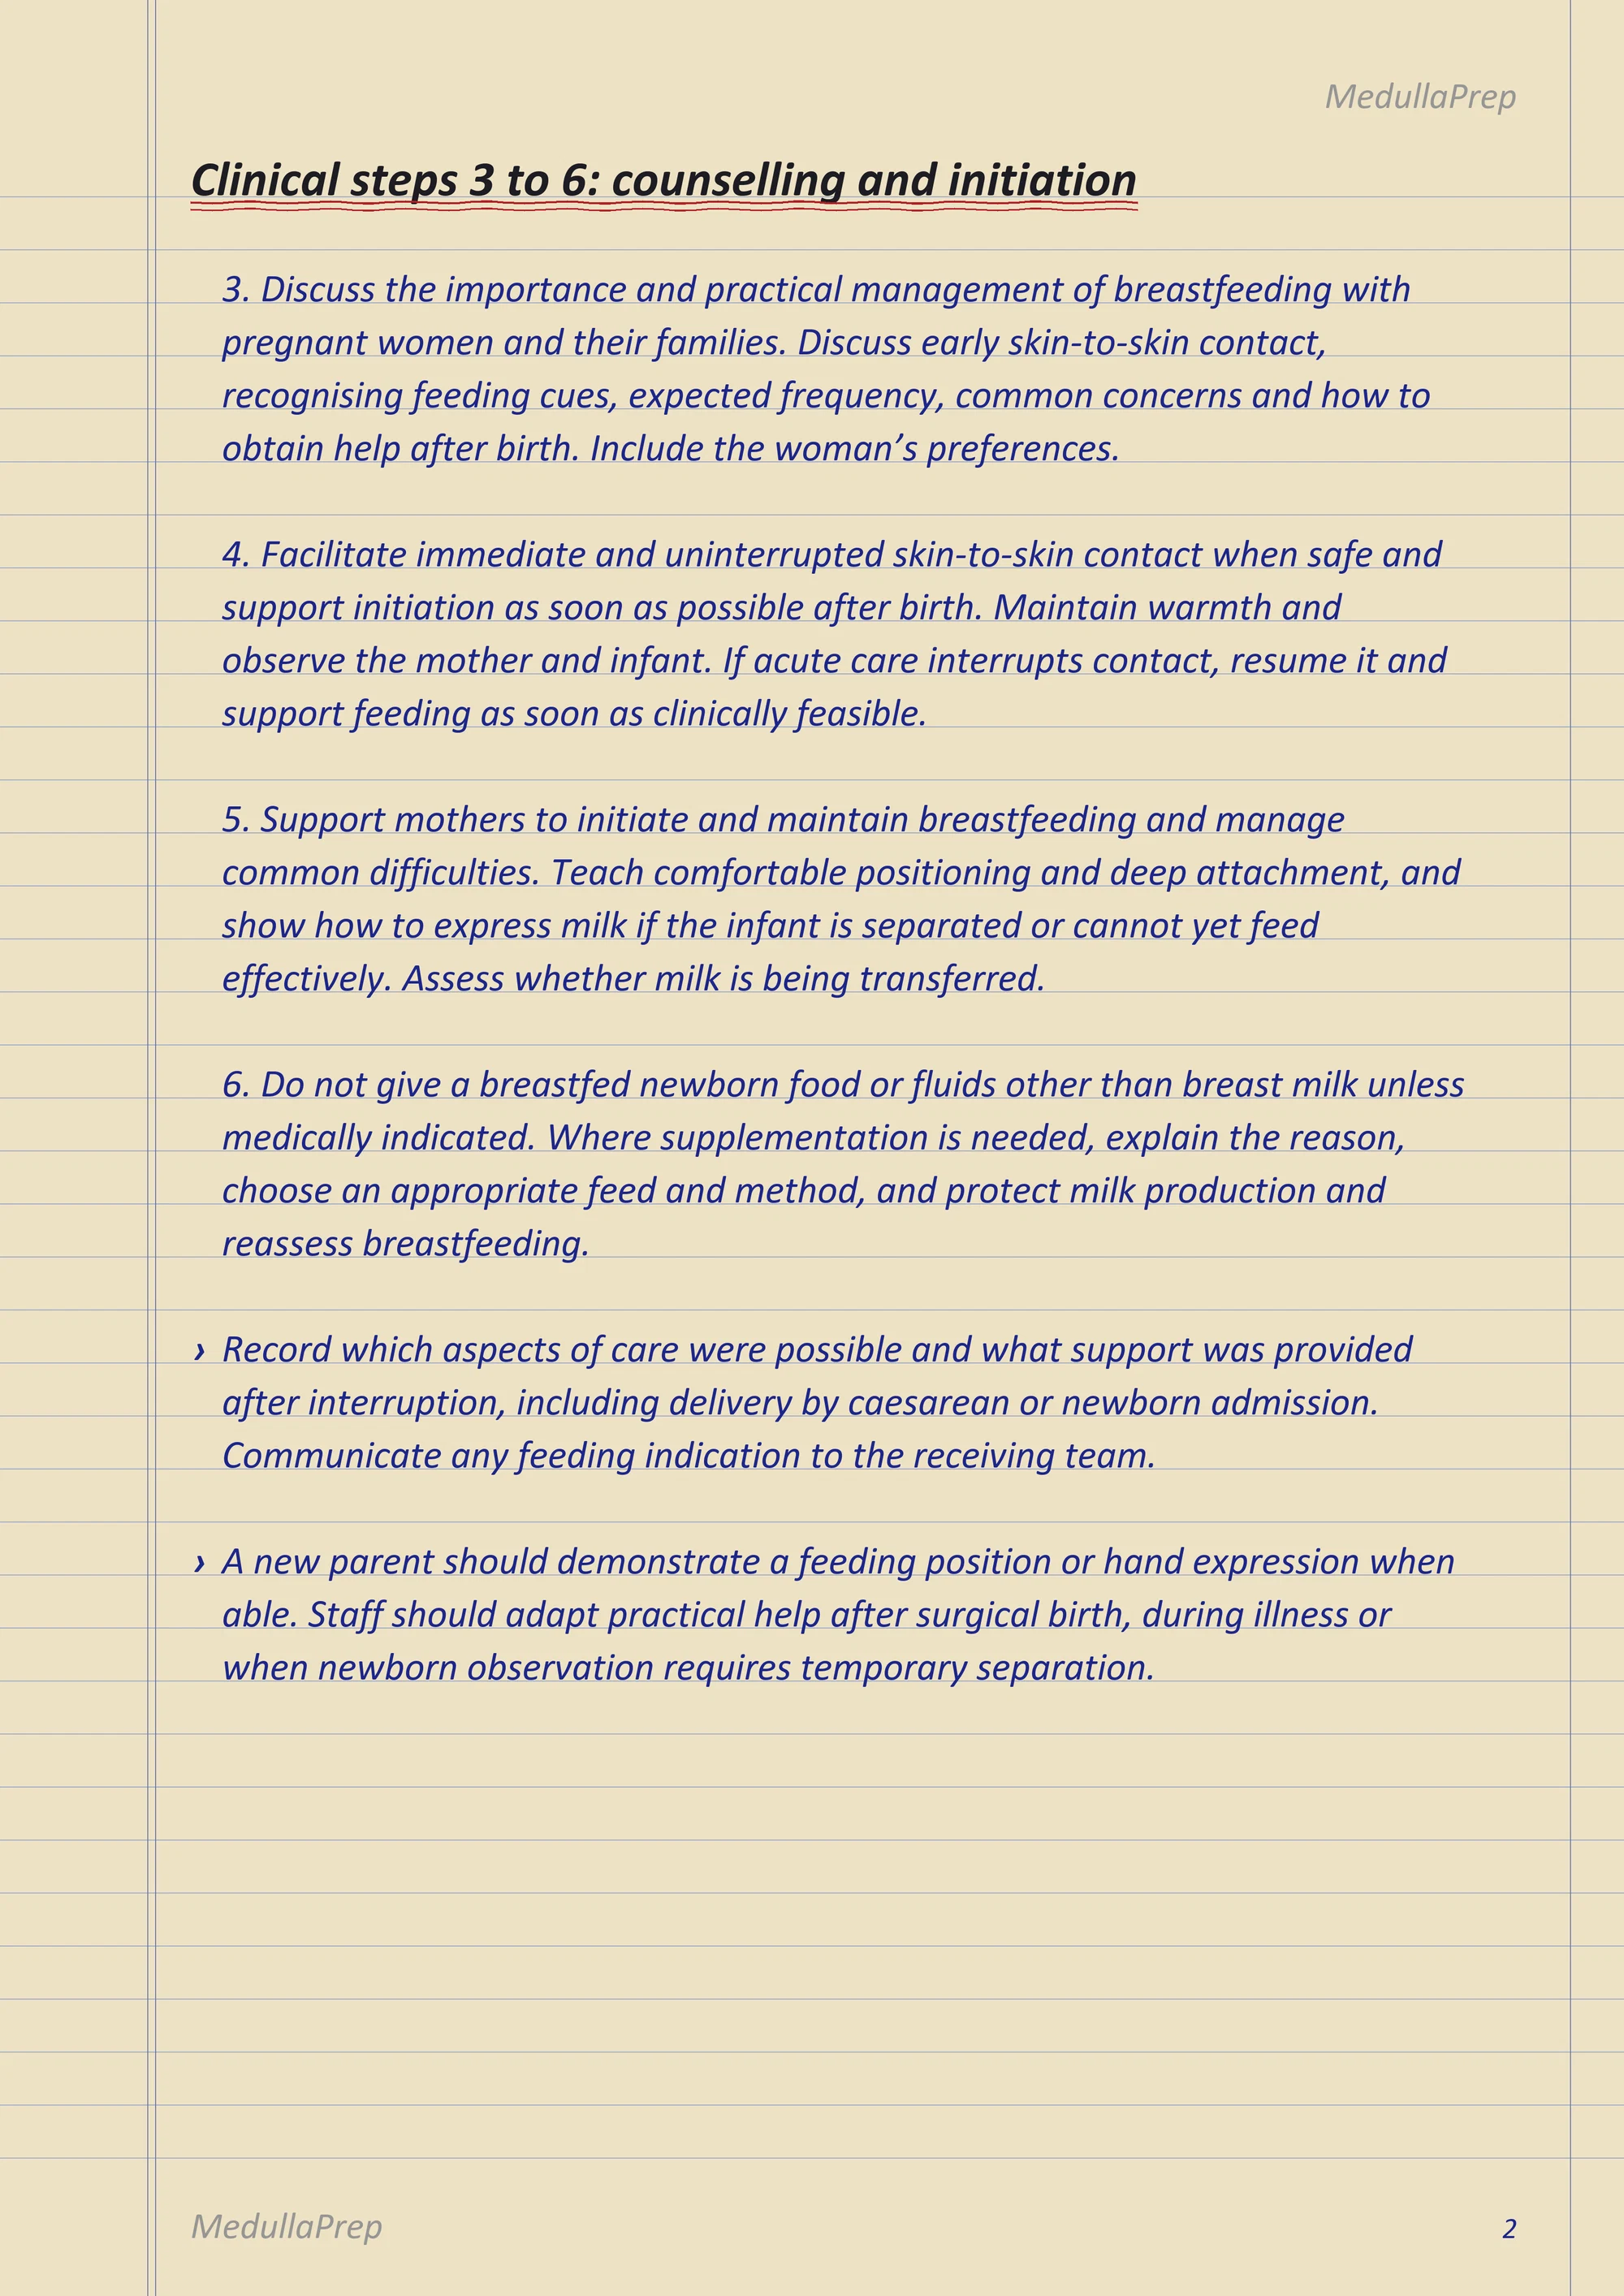 MedullaPrep
Clinical steps 3 to 6: counselling and initiation
3. Discuss the importance and practical management of breastfeeding with
pregnant women and their families. Discuss early skin-to-skin contact,
recognising feeding cues, expected frequency, common concerns and how to
obtain help after birth. Include the woman’s preferences.
4. Facilitate immediate and uninterrupted skin-to-skin contact when safe and
support initiation as soon as possible after birth. Maintain warmth and
observe the mother and infant. If acute care interrupts contact, resume it and
support feeding as soon as clinically feasible.
5. Support mothers to initiate and maintain breastfeeding and manage
common difficulties. Teach comfortable positioning and deep attachment, and
show how to express milk if the infant is separated or cannot yet feed
effectively. Assess whether milk is being transferred.
6. Do not give a breastfed newborn food or fluids other than breast milk unless
medically indicated. Where supplementation is needed, explain the reason,
choose an appropriate feed and method, and protect milk production and
reassess breastfeeding.
› Record which aspects of care were possible and what support was provided
after interruption, including delivery by caesarean or newborn admission.
Communicate any feeding indication to the receiving team.
› A new parent should demonstrate a feeding position or hand expression when
able. Staff should adapt practical help after surgical birth, during illness or
when newborn observation requires temporary separation.
MedullaPrep
2